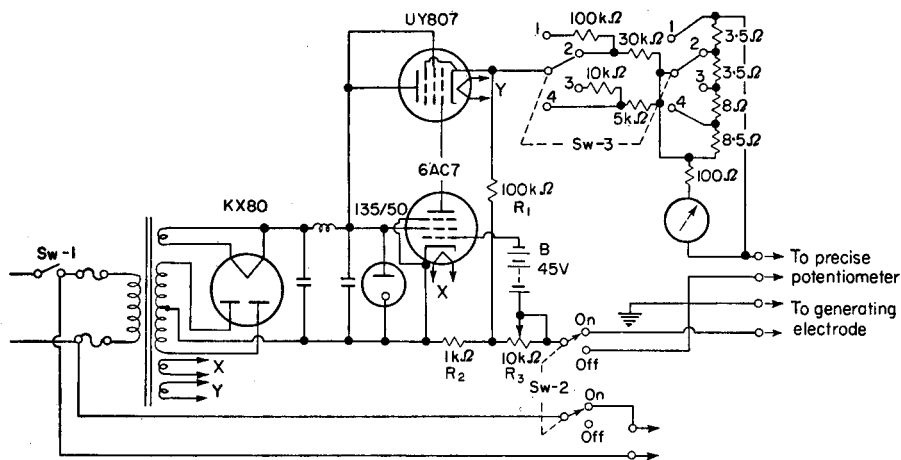 UY807
1
100kΩ
2
30kΩ
3
10kΩ
4
5kΩ
Sw-3
1
3.5Ω
2
3.5Ω
3
8Ω
4
8.5Ω
100Ω
Y
6AC7
100kΩ
R₁
KX80
135/50
B
45V
X
Sw-1
To precise
potentiometer
To generating
electrode
On
Off
1kΩ
R₂
10kΩ
R₃
Sw-2
X
Y
On
Off